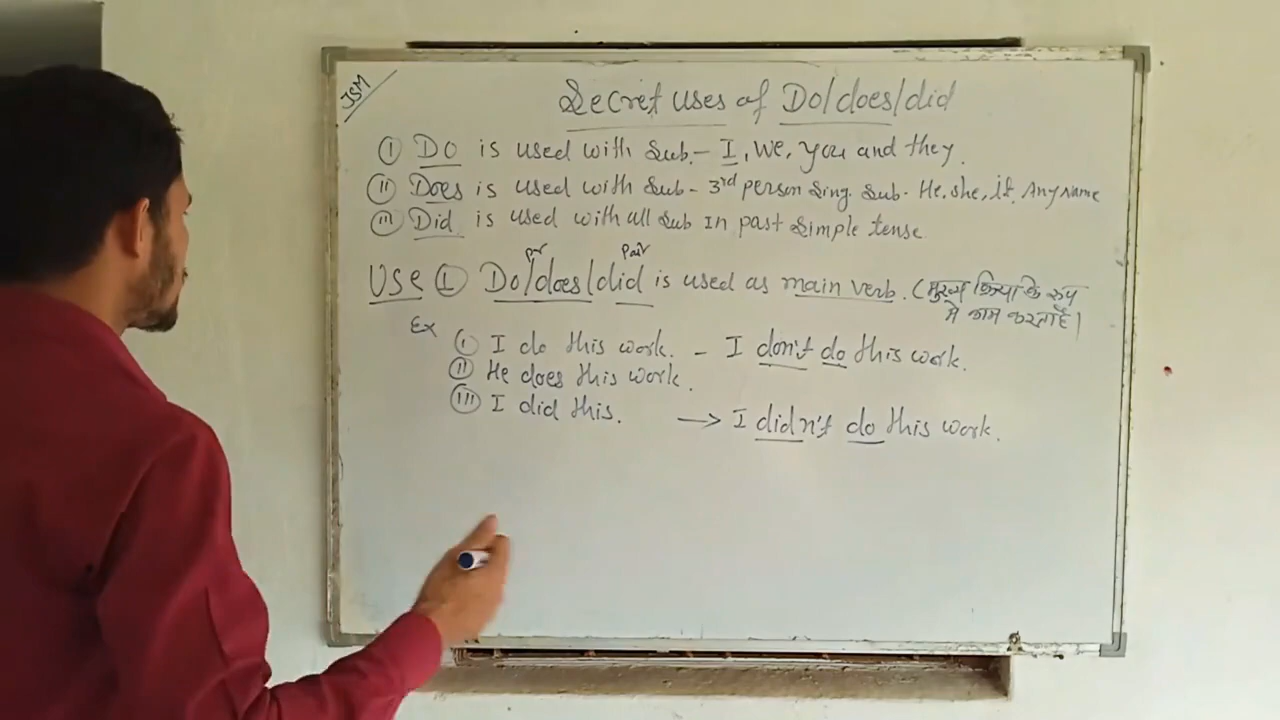 JSM
Secret uses of Do/does/did
(I) Do is used with Sub.- I, we, you and they.
(II) Does is used with Sub - 3rd person Sing. Sub. He, she, it, Any name
(III) Did is used with all Sub In past simple tense
USE (I) Do/does/did is used as main verb. (मुख्य क्रिया के रूप
में काम करता है)
Ex
(I) I do this work. - I don't do this work.
(II) He does this work.
(III) I did this. → I didn't do this work.